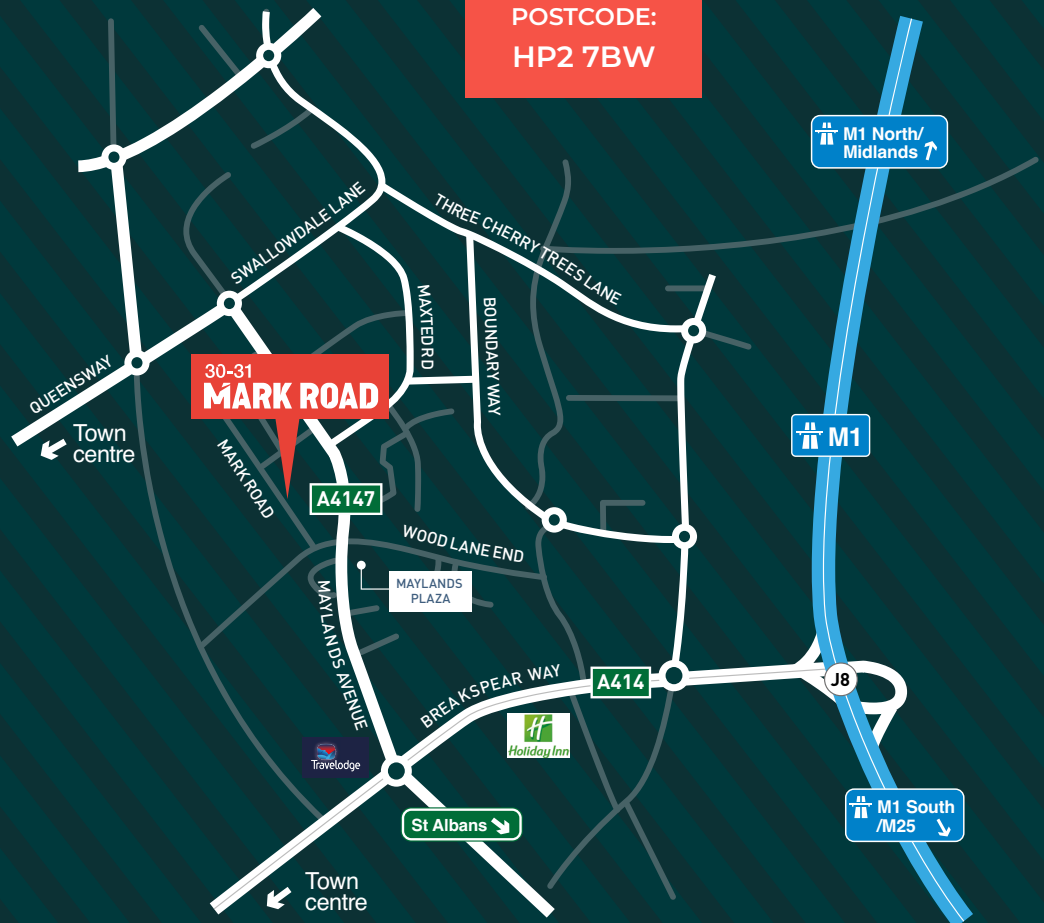 POSTCODE:
HP2 7BW
M1 North/
Midlands
THREE CHERRY TREES LANE
SWALLOWDALE LANE
MAXTED RD
BOUNDARY WAY
QUEENSWAY
30-31
MARK ROAD
Town
centre
M1
MARK ROAD
A4147
WOOD LANE END
MAYLANDS
PLAZA
MAYLANDS AVENUE
BREAKSPEAR WAY
A414
J8
H
Holiday Inn
Travelodge
St Albans
M1 South
/M25
Town
centre